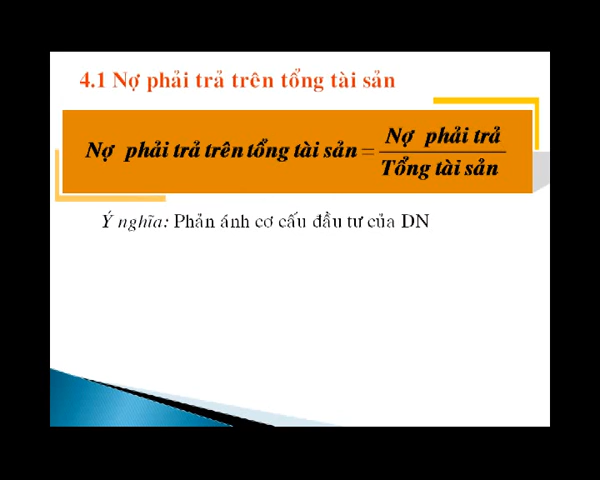 4.1 Nợ phải trả trên tổng tài sản
Nợ phải trả trên tổng tài sản = Nợ phải trả / Tổng tài sản
Ý nghĩa: Phản ánh cơ cấu đầu tư của DN